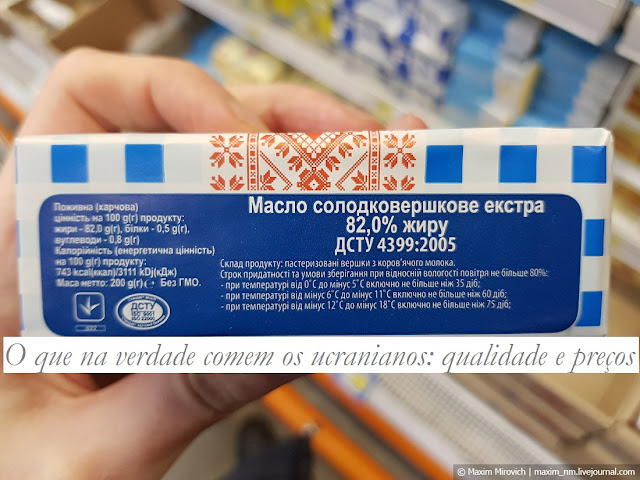 Масло солодковершкове екстра
82,0% жиру
ДСТУ 4399:2005
Поживна (харчова)
цінність на 100 g(г) продукту:
жири - 82,0 g(г), білки - 0,5 g(г),
вуглеводи - 0,8 g(г)
Калорійність (енергетична цінність)
на 100 g(г) продукту:
743 kcal(ккал)/3111 kDj(кДж)
Маса нетто: 200 g(г) Без ГМО.
Склад продукту: пастеризовані вершки з коров'ячого молока.
Строк придатності та умови зберігання при відносній вологості повітря не більше 80%:
- при температурі від 0˚С до мінус 5˚С включно не більше ніж 35 діб;
- при температурі від мінус 6˚С до мінус 11˚С включно не більше ніж 60 діб;
- при температурі від мінус 12˚С до мінус 18˚С включно не більше ніж 75 діб;
ДСТУ
ISO 9001
ISO 22000
O que na verdade comem os ucranianos: qualidade e preços
© Maxim Mirovich | maxim_nm.livejournal.com